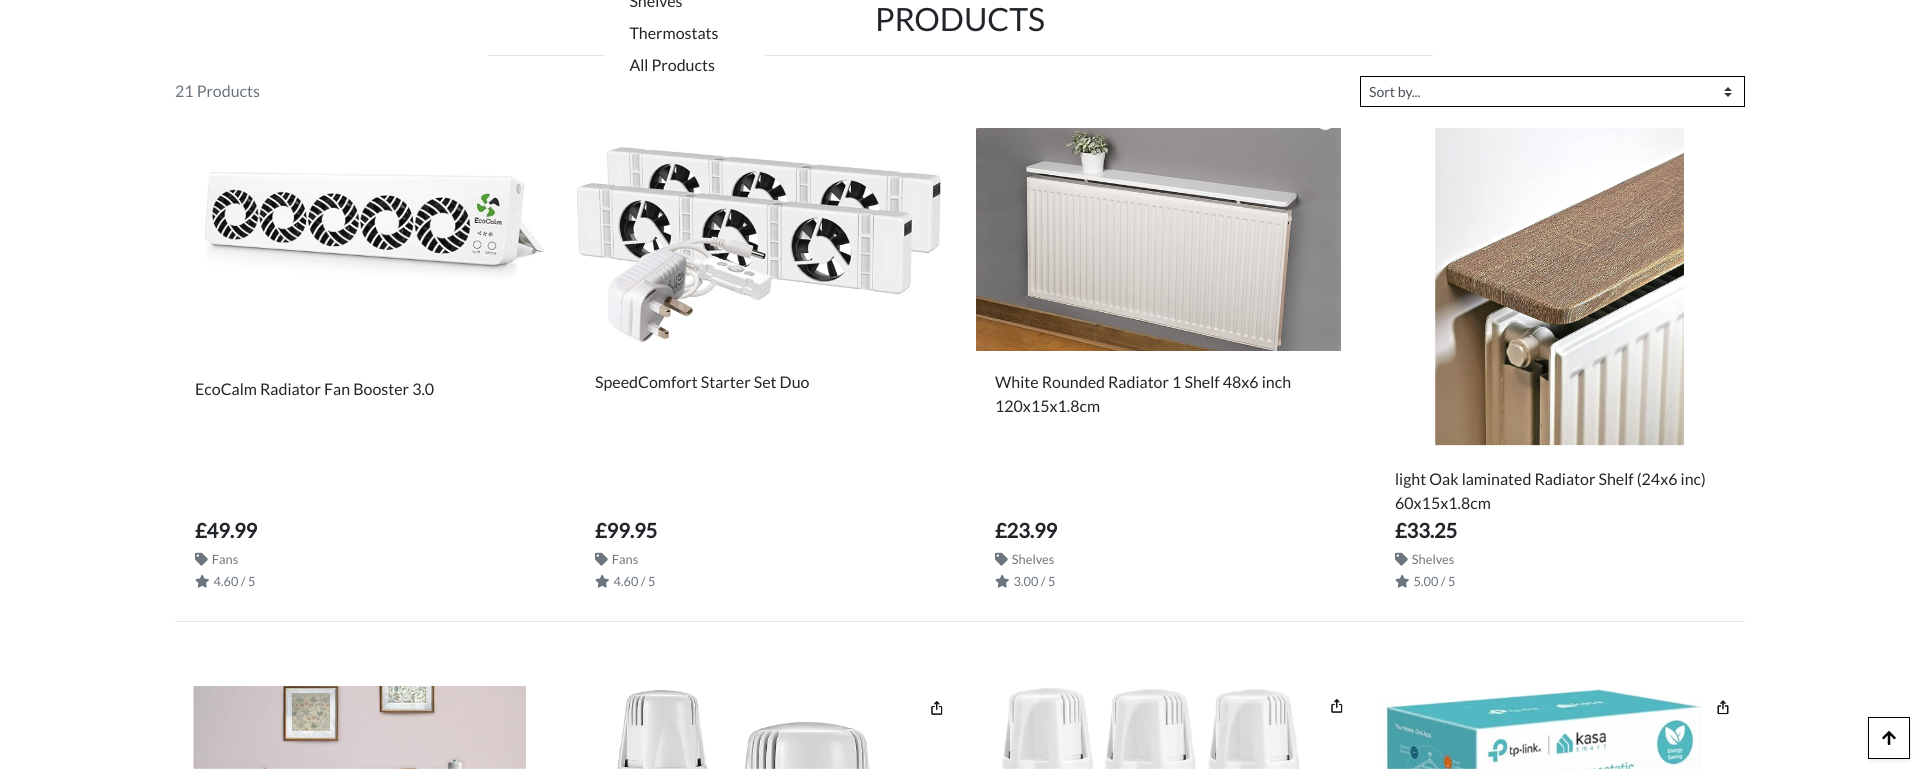 Shelves
PRODUCTS
Thermostats
All Products
21 Products
Sort by...
EcoCalm
EcoCalm Radiator Fan Booster 3.0
SpeedComfort Starter Set Duo
White Rounded Radiator 1 Shelf 48x6 inch
120x15x1.8cm
light Oak laminated Radiator Shelf (24x6 inc)
60x15x1.8cm
£49.99
£99.95
£23.99
£33.25
Fans
Fans
Shelves
Shelves
4.60 / 5
4.60 / 5
3.00 / 5
5.00 / 5
tp-link
kasa
smart
Energy
Saving